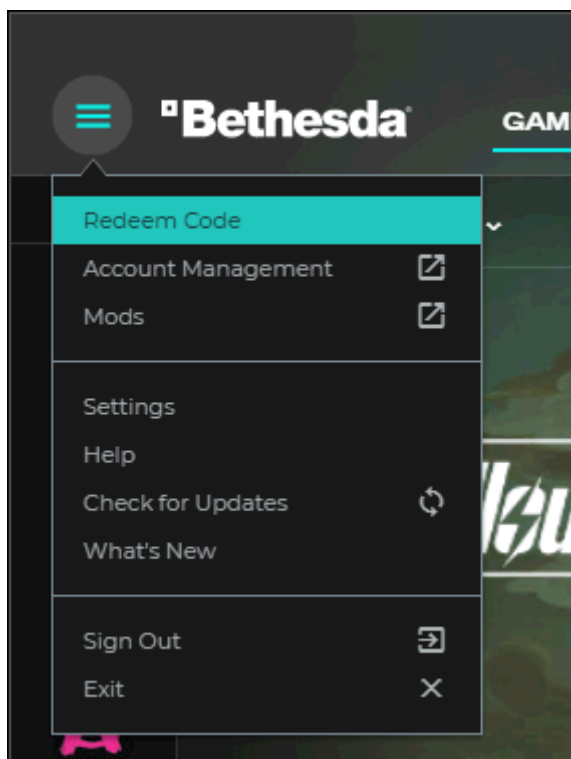 Bethesda
GAM
Redeem Code
Account Management
Mods
Settings
Help
Check for Updates
What's New
Sign Out
Exit